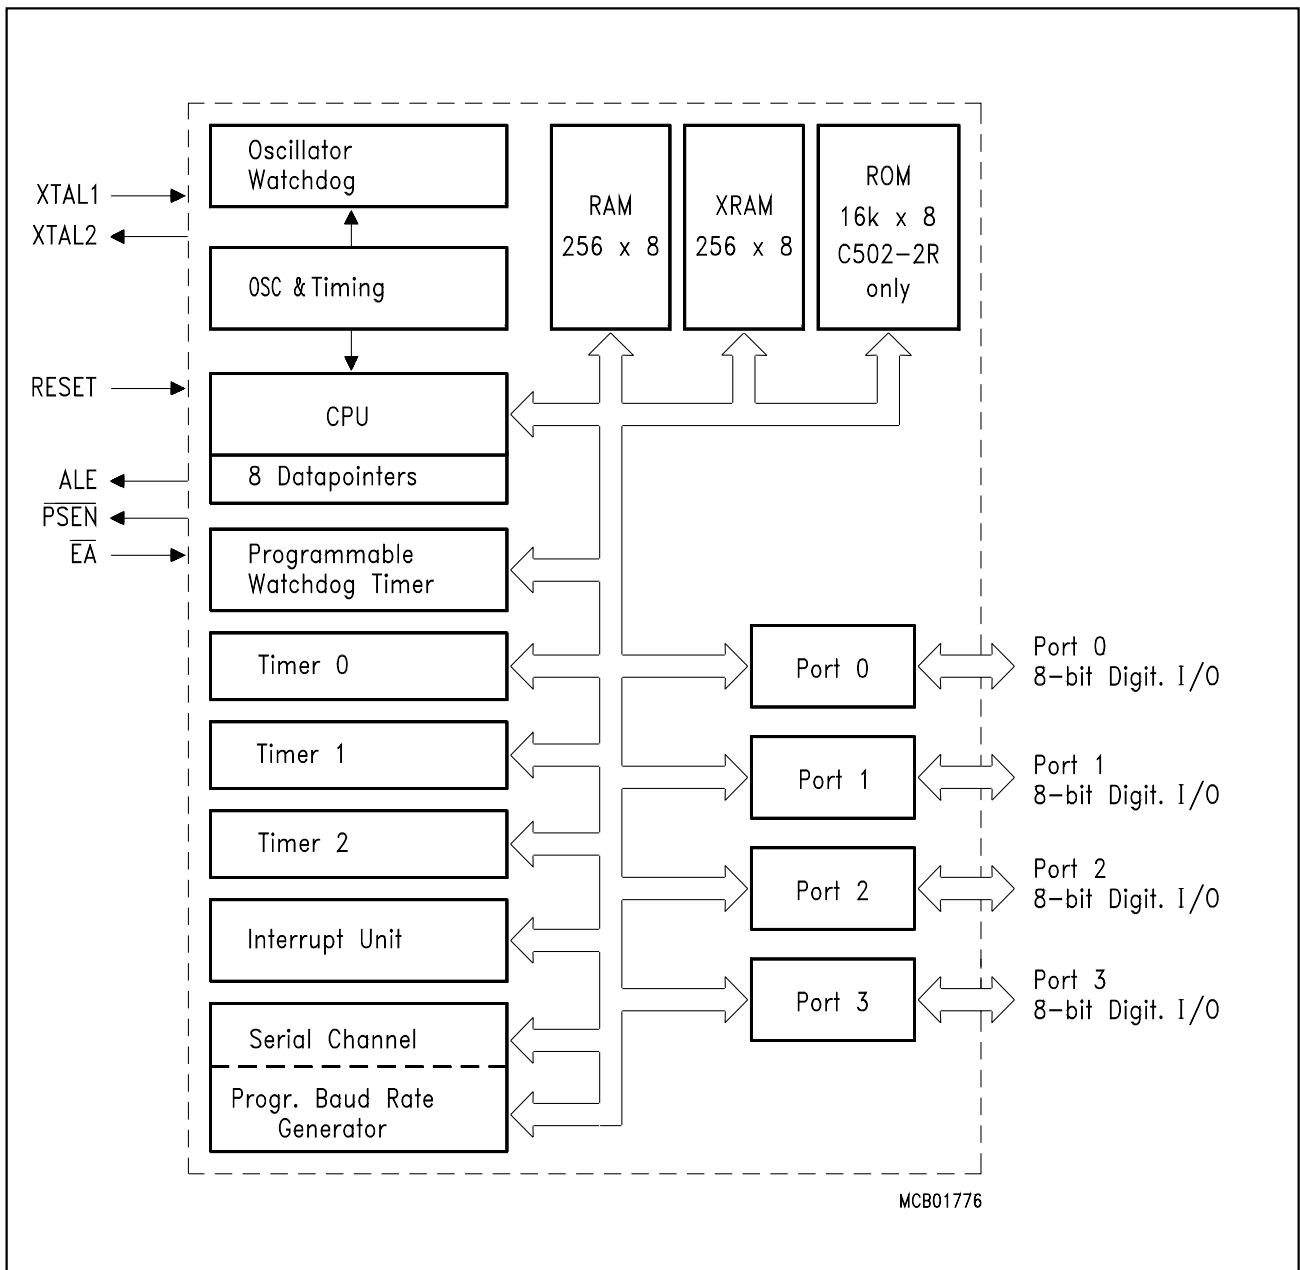 Oscillator
Watchdog
XTAL1
XTAL2
OSC & Timing
RAM
256 x 8
XRAM
256 x 8
ROM
16k x 8
C502-2R
only
RESET
CPU
8 Datapointers
ALE
PSEN
EA
Programmable
Watchdog Timer
Timer 0
Timer 1
Timer 2
Interrupt Unit
Serial Channel
Progr. Baud Rate
Generator
Port 0
Port 0
8-bit Digit. I/O
Port 1
Port 1
8-bit Digit. I/O
Port 2
Port 2
8-bit Digit. I/O
Port 3
Port 3
8-bit Digit. I/O
MCB01776